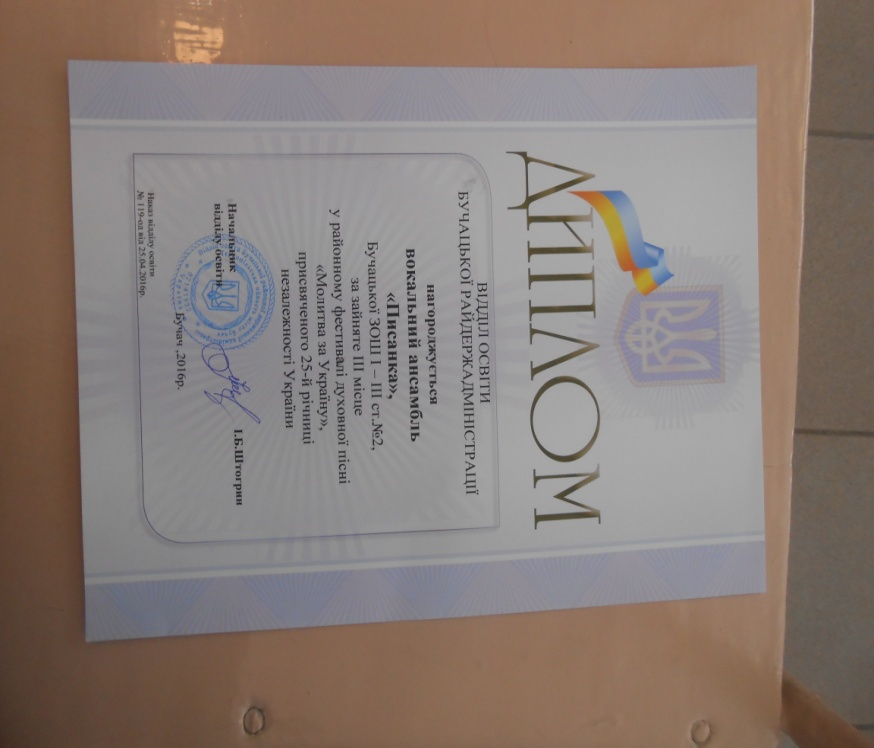 ДИПЛОМ
ВІДДІЛ ОСВІТИ
БУЧАЦЬКОЇ РАЙДЕРЖАДМІНІСТРАЦІЇ
нагороджується
вокальний ансамбль
«Писанка»,
Бучацької ЗОШ І – ІІІ ст.№2,
за зайняте ІІІ місце
у районному фестивалі духовної пісні
«Молитва за Україну»,
присвяченого 25-й річниці
незалежності України
Начальник
відділу освіти
І.Б.Штогрин
Бучач ,2016р.
Наказ відділу освіти
№ 119-од від 25.04.2016р.